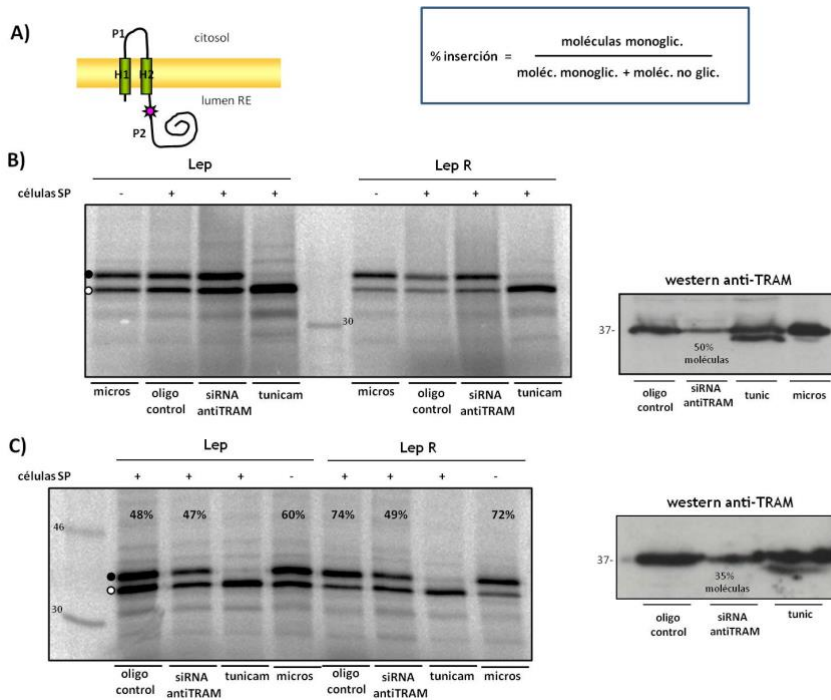 A)
P1
citosol
H1 H2
lumen RE
P2
% inserción = moléculas monoglic.
moléc. monoglic. + moléc. no glic.
B)
Lep
Lep R
células SP - + + + - + + +
30
micros oligo control siRNA antiTRAM tunicam micros oligo control siRNA antiTRAM tunicam
western anti-TRAM
37-
50%
moléculas
oligo control siRNA antiTRAM tunic micros
C)
Lep
Lep R
células SP + + + - + + + -
48% 47% 60% 74% 49% 72%
46
30
oligo control siRNA antiTRAM tunicam micros oligo control siRNA antiTRAM tunicam micros
western anti-TRAM
37-
35%
moléculas
oligo control siRNA antiTRAM tunic